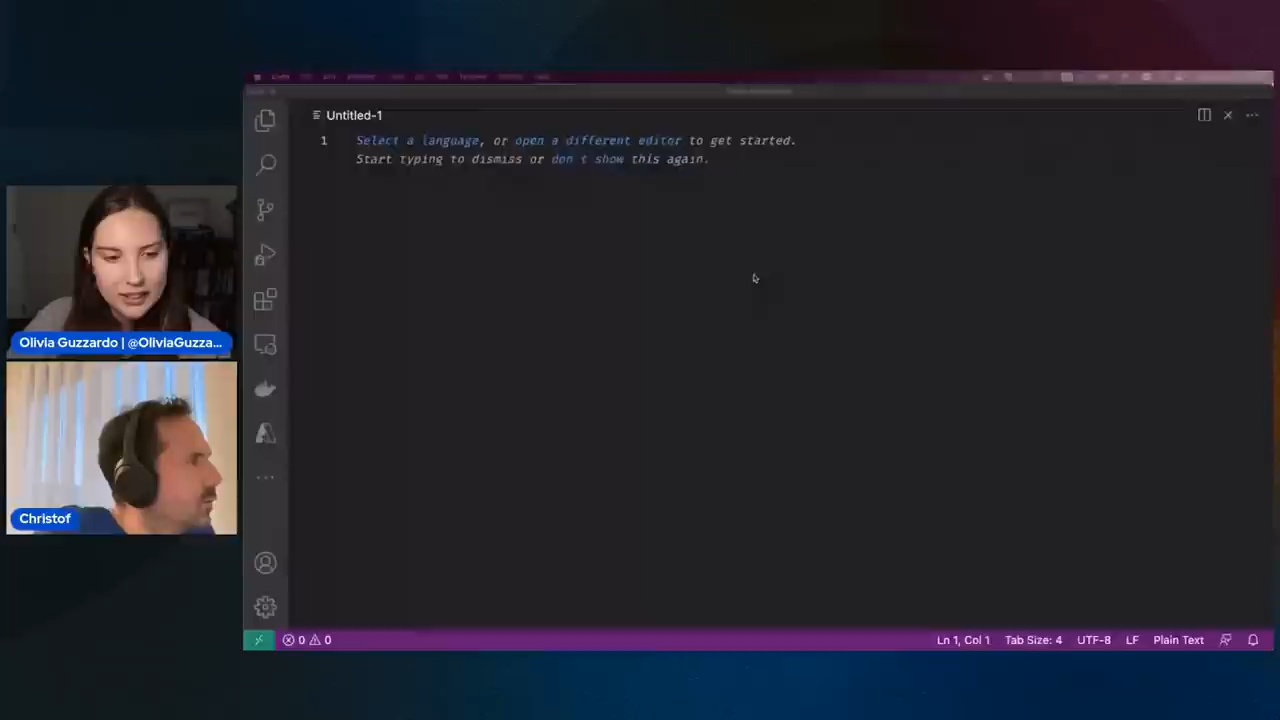 Untitled-1
1 Select a language, or open a different editor to get started.
Start typing to dismiss or don't show this again.
Olivia Guzzardo | @OliviaGuzza...
Christof
0 0 Ln 1, Col 1 Tab Size: 4 UTF-8 LF Plain Text